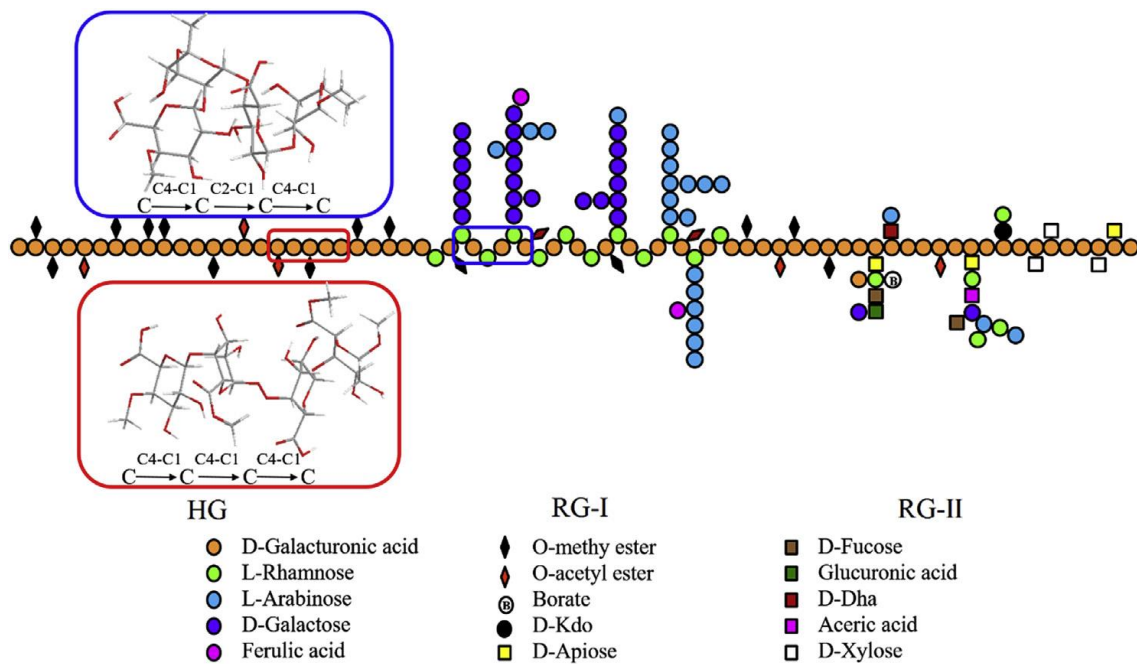 C4-C1 C2-C1 C4-C1
C C C C
B
C4-C1 C4-C1 C4-C1
C C C C
HG RG-I RG-II
D-Galacturonic acid O-methy ester D-Fucose
L-Rhamnose O-acetyl ester Glucuronic acid
L-Arabinose B Borate D-Dha
D-Galactose D-Kdo Aceric acid
Ferulic acid D-Apiose D-Xylose